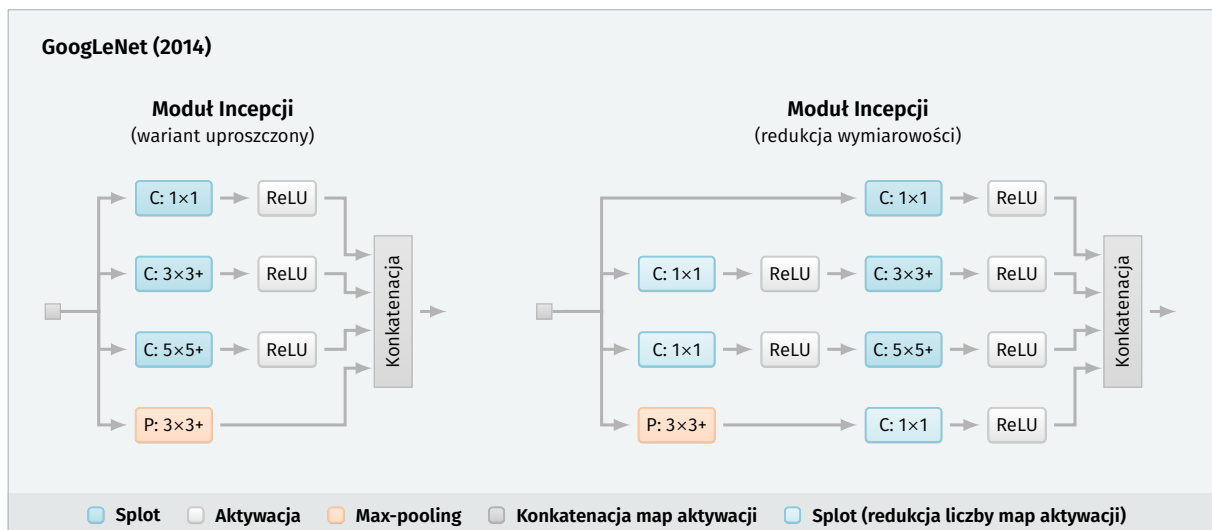 GoogLeNet (2014)
Moduł Incepcji
(wariant uproszczony)
C: 1×1
ReLU
C: 3×3+
ReLU
C: 5×5+
ReLU
P: 3×3+
Konkatenacja
Moduł Incepcji
(redukcja wymiarowości)
C: 1×1
ReLU
C: 1×1
ReLU
C: 3×3+
ReLU
C: 1×1
ReLU
C: 5×5+
ReLU
P: 3×3+
C: 1×1
ReLU
Konkatenacja
Splot
Aktywacja
Max-pooling
Konkatenacja map aktywacji
Splot (redukcja liczby map aktywacji)